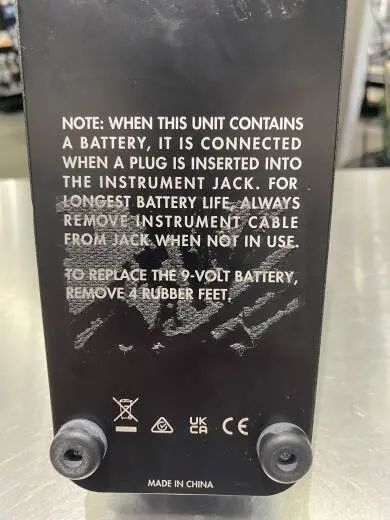 NOTE: WHEN THIS UNIT CONTAINS
A BATTERY, IT IS CONNECTED
WHEN A PLUG IS INSERTED INTO
THE INSTRUMENT JACK. FOR
LONGEST BATTERY LIFE, ALWAYS
REMOVE INSTRUMENT CABLE
FROM JACK WHEN NOT IN USE.
TO REPLACE THE 9-VOLT BATTERY,
REMOVE 4 RUBBER FEET.
UK
CA CE
MADE IN CHINA